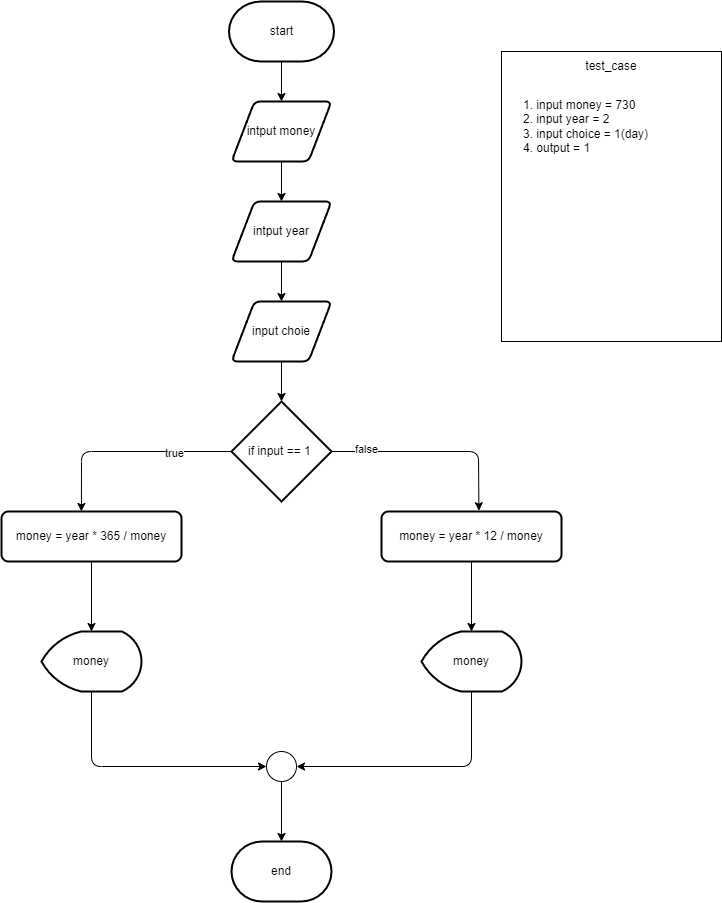 start
test_case
1. input money = 730
2. input year = 2
3. input choice = 1(day)
4. output = 1
intput money
intput year
input choie
if input == 1
true
false
money = year * 365 / money
money = year * 12 / money
money
money
end